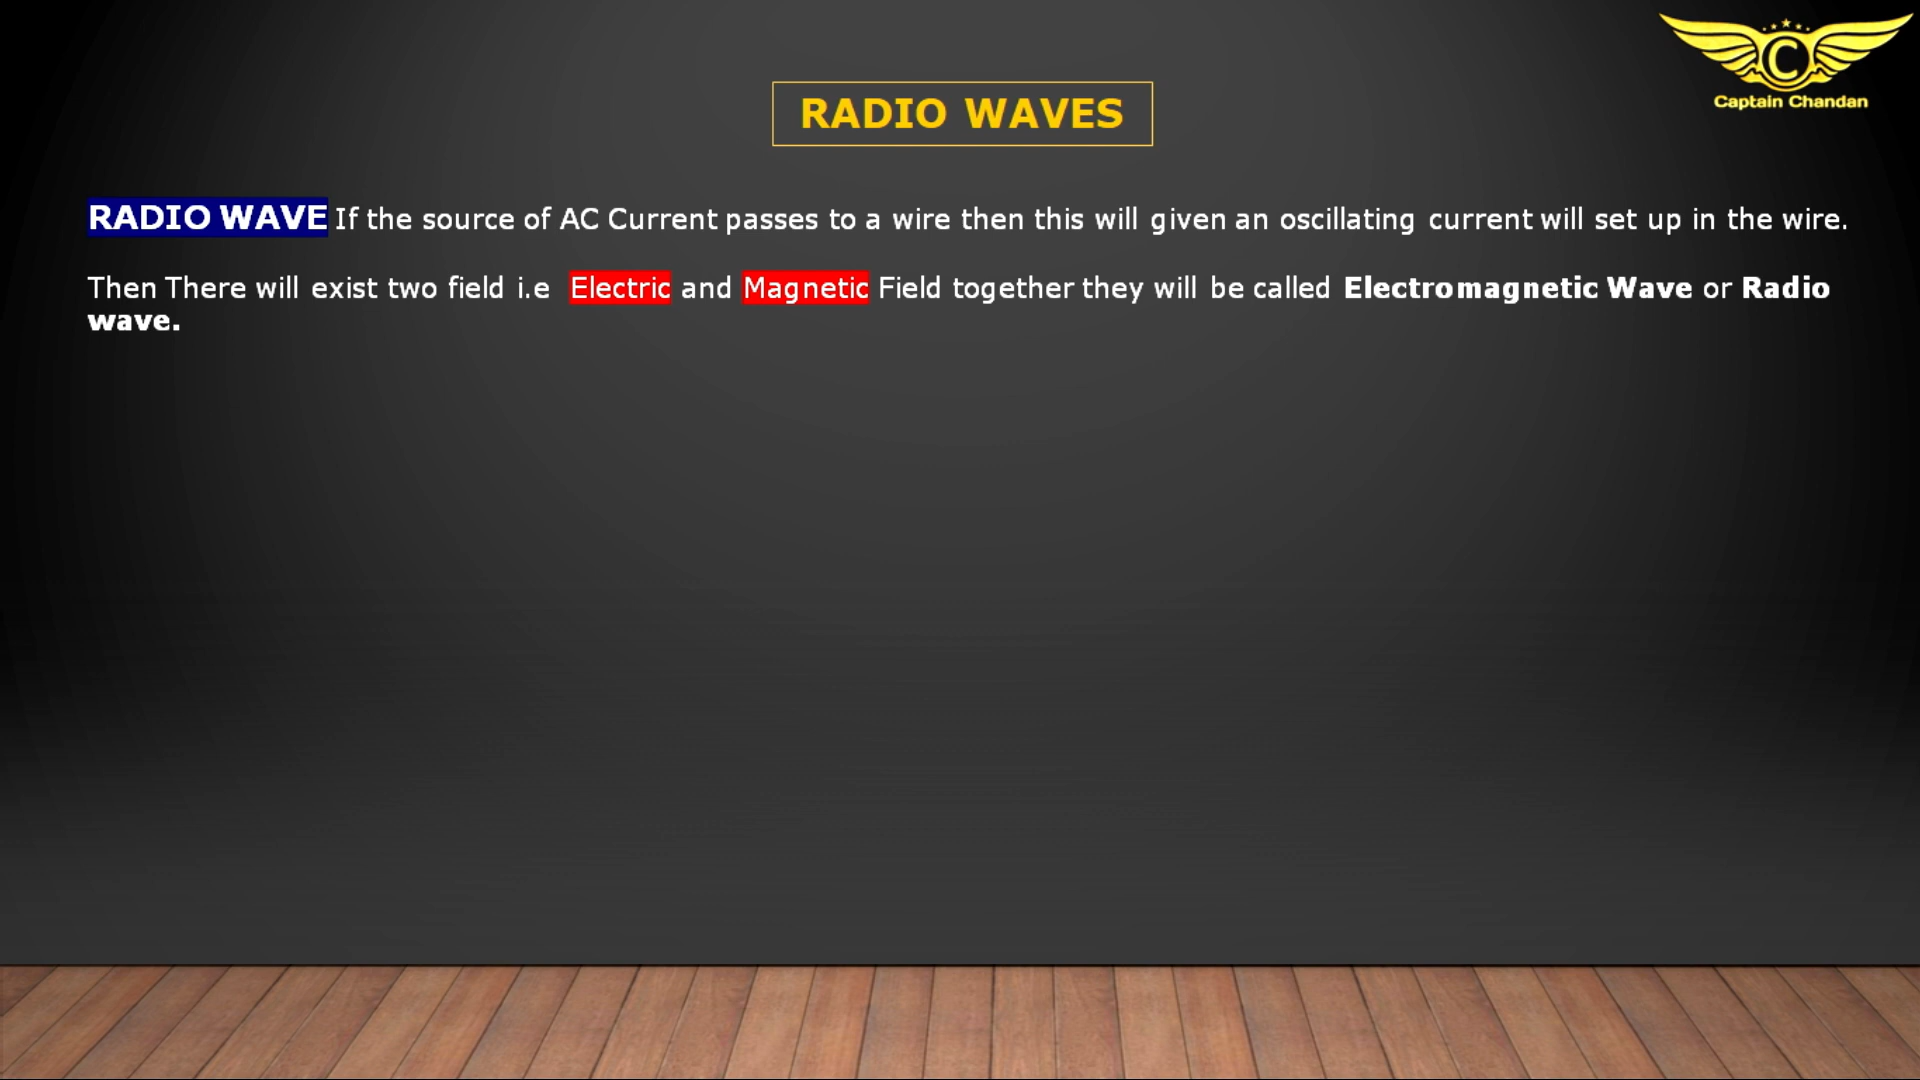 C
Captain Chandan
RADIO WAVES
RADIO WAVE If the source of AC Current passes to a wire then this will given an oscillating current will set up in the wire.
Then There will exist two field i.e Electric and Magnetic Field together they will be called Electromagnetic Wave or Radio
wave.